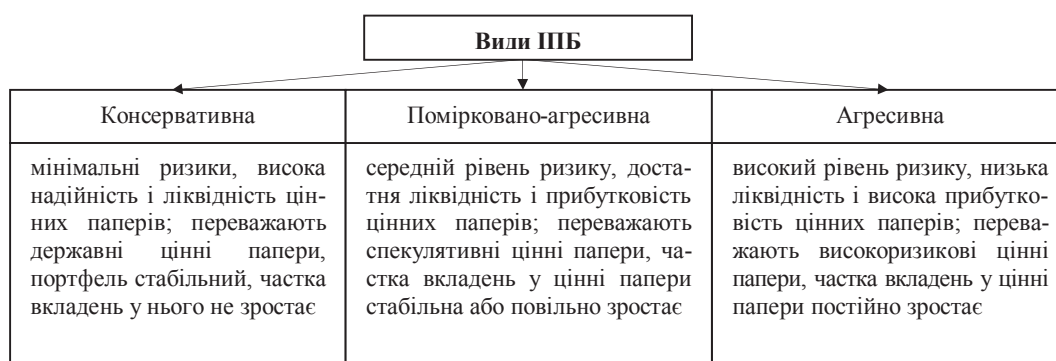 Види ІПБ
Консервативна
Помірковано-агресивна
Агресивна
мінімальні ризики, висока
надійність і ліквідність цін-
них паперів; переважають
державні цінні папери,
портфель стабільний, частка
вкладень у нього не зростає
середній рівень ризику, доста-
тня ліквідність і прибутковість
цінних паперів; переважають
спекулятивні цінні папери, ча-
стка вкладень у цінні папери
стабільна або повільно зростає
високий рівень ризику, низька
ліквідність і висока прибутко-
вість цінних паперів; перева-
жають високоризикові цінні
папери, частка вкладень у цінні
папери постійно зростає